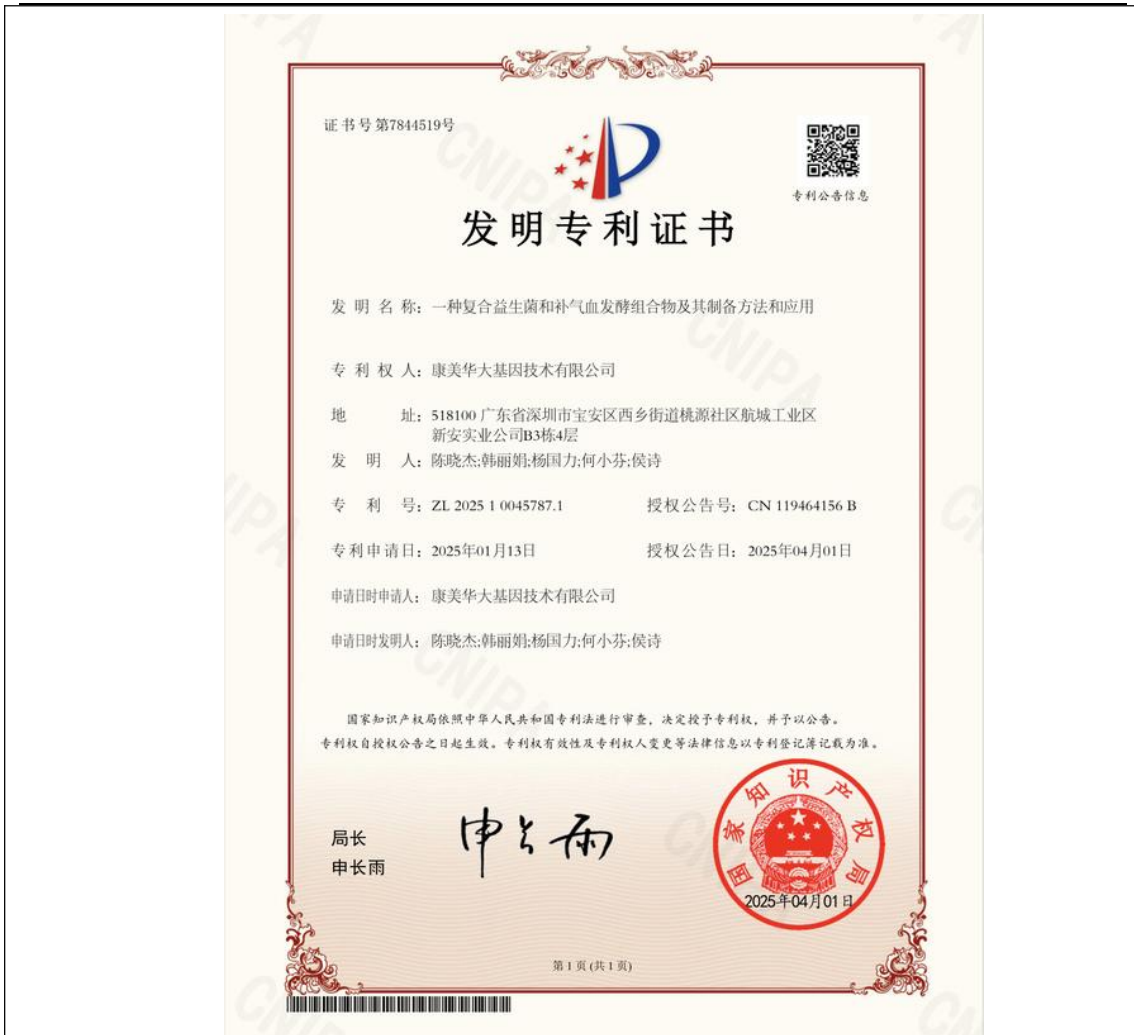 证书号第7844519号
专利公告信息
发明专利证书
发明名称：一种复合益生菌和补气血发酵组合物及其制备方法和应用
专利权人：康美华大基因技术有限公司
地址：518100 广东省深圳市宝安区西乡街道桃源社区航城工业区
新安实业公司B3栋4层
发明人：陈晓杰;韩丽娟;杨国力;何小芬;侯诗
专利号：ZL 2025 1 0045787.1 授权公告号：CN 119464156 B
专利申请日：2025年01月13日 授权公告日：2025年04月01日
申请日时申请人：康美华大基因技术有限公司
申请日时发明人：陈晓杰;韩丽娟;杨国力;何小芬;侯诗
国家知识产权局依照中华人民共和国专利法进行审查，决定授予专利权，并予以公告。
专利权自授权公告之日起生效。专利权有效性及专利权人变更等法律信息以专利登记簿记载为准。
局长
申长雨
申长雨
国家知识产权局
2025年04月01日
第1页(共1页)
CNIPA